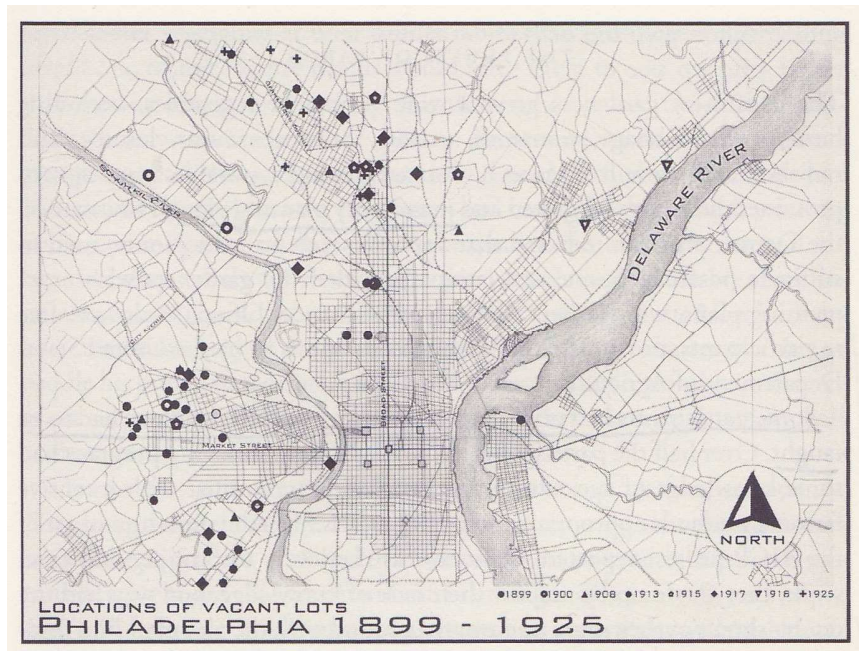 SCHUYLKILL RIVER
DELAWARE RIVER
BROAD STREET
MARKET STREET
NORTH
1899 1900 1908 1913 1915 1917 1918 1925
LOCATIONS OF VACANT LOTS
PHILADELPHIA 1899 - 1925